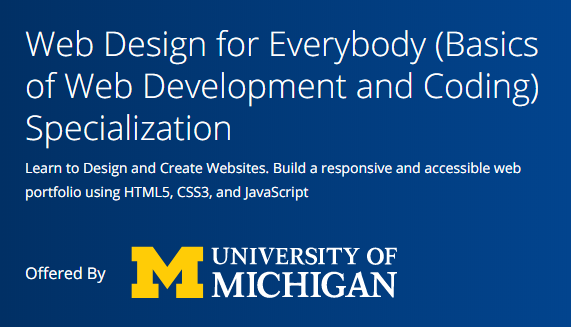 Web Design for Everybody (Basics
of Web Development and Coding)
Specialization
Learn to Design and Create Websites. Build a responsive and accessible web
portfolio using HTML5, CSS3, and JavaScript
Offered By
M
UNIVERSITY OF
MICHIGAN